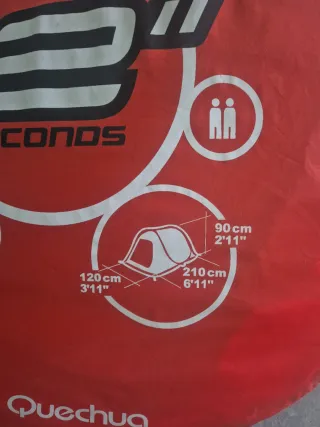 2"
CONDS
90cm
2'11"
120cm
3'11"
210cm
6'11"
Quechua